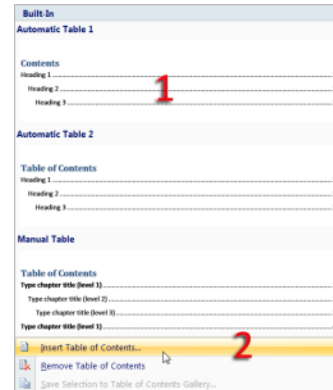 Built-In
Automatic Table 1
Contents
Heading 1
Heading 2
Heading 3
1
Automatic Table 2
Table of Contents
Heading 1
Heading 2
Heading 3
Manual Table
Table of Contents
Type chapter title (level 1)
Type chapter title (level 2)
Type chapter title (level 3)
Type chapter title (level 1)
2
Insert Table of Contents...
Remove Table of Contents
Save Selection to Table of Contents Gallery...